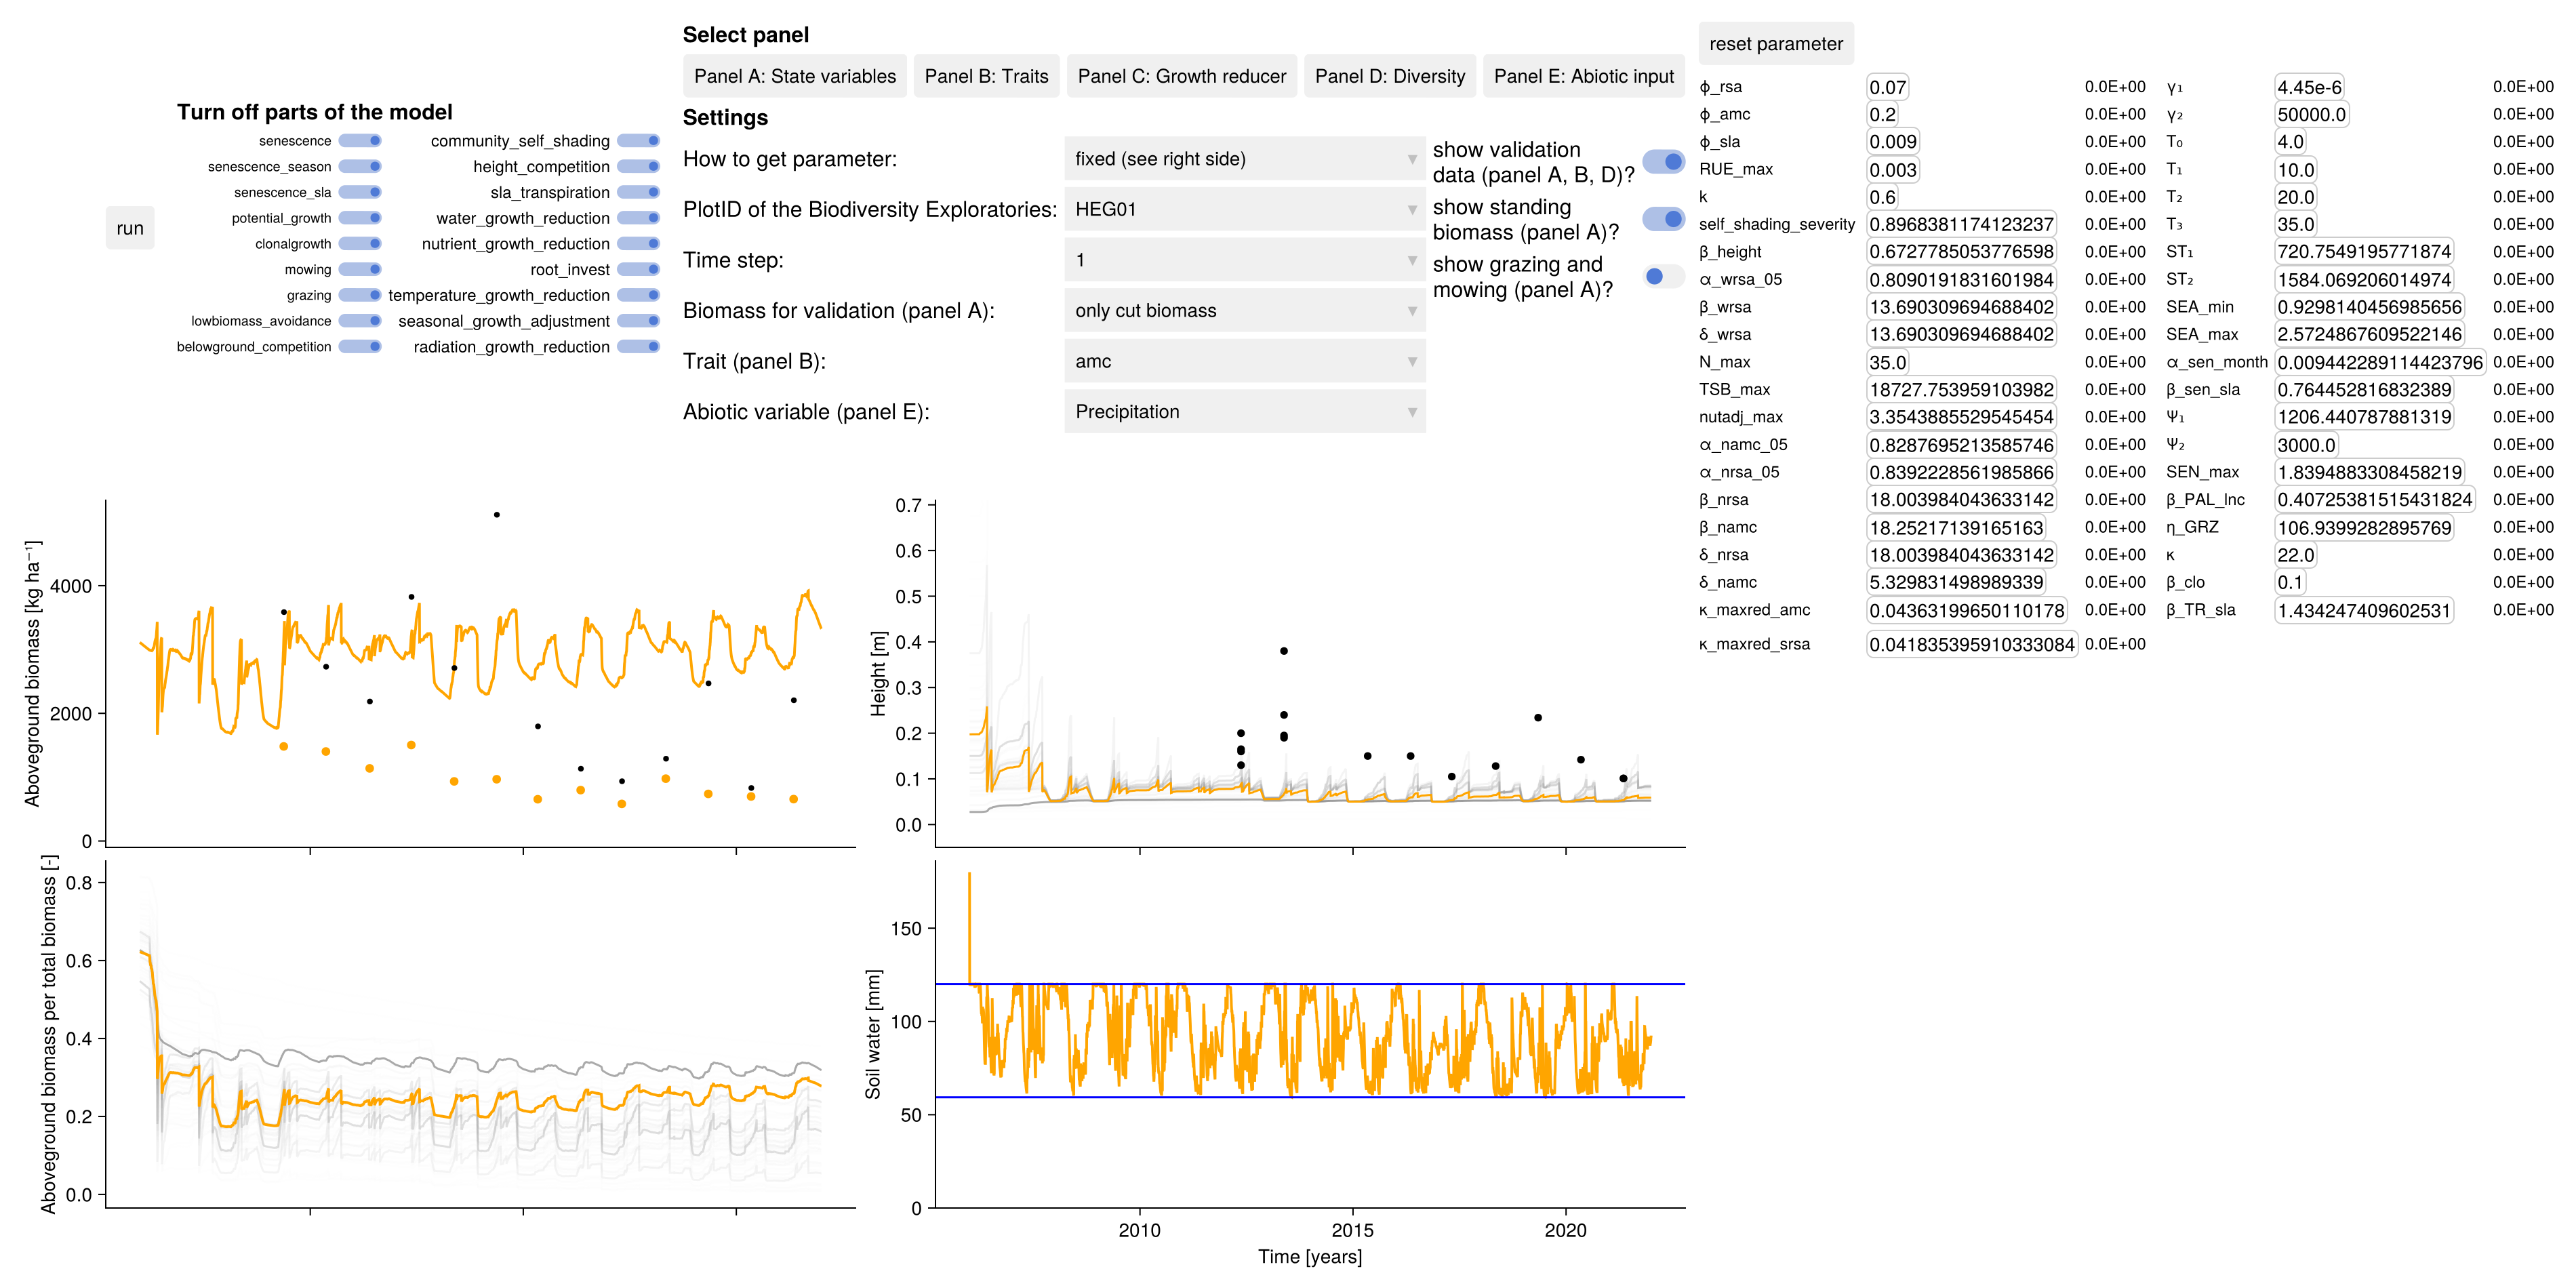 Select panel
Panel A: State variables
Panel B: Traits
Panel C: Growth reducer
Panel D: Diversity
Panel E: Abiotic input
Turn off parts of the model
run
senescence
community_self_shading
senescence_season
height_competition
senescence_sla
sla_transpiration
potential_growth
water_growth_reduction
clonalgrowth
nutrient_growth_reduction
mowing
root_invest
grazing
temperature_growth_reduction
lowbiomass_avoidance
seasonal_growth_adjustment
belowground_competition
radiation_growth_reduction
Settings
How to get parameter:
fixed (see right side)
PlotID of the Biodiversity Exploratories:
HEG01
Time step:
1
Biomass for validation (panel A):
only cut biomass
Trait (panel B):
amc
Abiotic variable (panel E):
Precipitation
show validation
data (panel A, B, D)?
show standing
biomass (panel A)?
show grazing and
mowing (panel A)?
reset parameter
ϕ_rsa 0.07 0.0E+00 γ₁ 4.45e-6 0.0E+00
ϕ_amc 0.2 0.0E+00 γ₂ 50000.0 0.0E+00
ϕ_sla 0.009 0.0E+00 T₀ 4.0 0.0E+00
RUE_max 0.003 0.0E+00 T₁ 10.0 0.0E+00
k 0.6 0.0E+00 T₂ 20.0 0.0E+00
self_shading_severity 0.8968381174123237 0.0E+00 T₃ 35.0 0.0E+00
β_height 0.6727785053776598 0.0E+00 ST₁ 720.7549195771874 0.0E+00
α_wrsa_05 0.8090191831601984 0.0E+00 ST₂ 1584.069206014974 0.0E+00
β_wrsa 13.690309694688402 0.0E+00 SEA_min 0.9298140456985656 0.0E+00
δ_wrsa 13.690309694688402 0.0E+00 SEA_max 2.5724867609522146 0.0E+00
N_max 35.0 0.0E+00 α_sen_month 0.009442289114423796 0.0E+00
TSB_max 18727.753959103982 0.0E+00 β_sen_sla 0.764452816832389 0.0E+00
nutadj_max 3.3543885529545454 0.0E+00 Ψ₁ 1206.440787881319 0.0E+00
α_namc_05 0.8287695213585746 0.0E+00 Ψ₂ 3000.0 0.0E+00
α_nrsa_05 0.8392228561985866 0.0E+00 SEN_max 1.8394883308458219 0.0E+00
β_nrsa 18.003984043633142 0.0E+00 β_PAL_lnc 0.40725381515431824 0.0E+00
β_namc 18.25217139165163 0.0E+00 η_GRZ 106.9399282895769 0.0E+00
δ_nrsa 18.003984043633142 0.0E+00 κ 22.0 0.0E+00
δ_namc 5.329831498989339 0.0E+00 β_clo 0.1 0.0E+00
κ_maxred_amc 0.04363199650110178 0.0E+00 β_TR_sla 1.434247409602531 0.0E+00
κ_maxred_srsa 0.041835395910333084 0.0E+00
Aboveground biomass [kg ha⁻¹]
4000
2000
0
Height [m]
0.7
0.6
0.5
0.4
0.3
0.2
0.1
0.0
Aboveground biomass per total biomass [-]
0.8
0.6
0.4
0.2
0.0
Soil water [mm]
150
100
50
0
2010
2015
2020
Time [years]